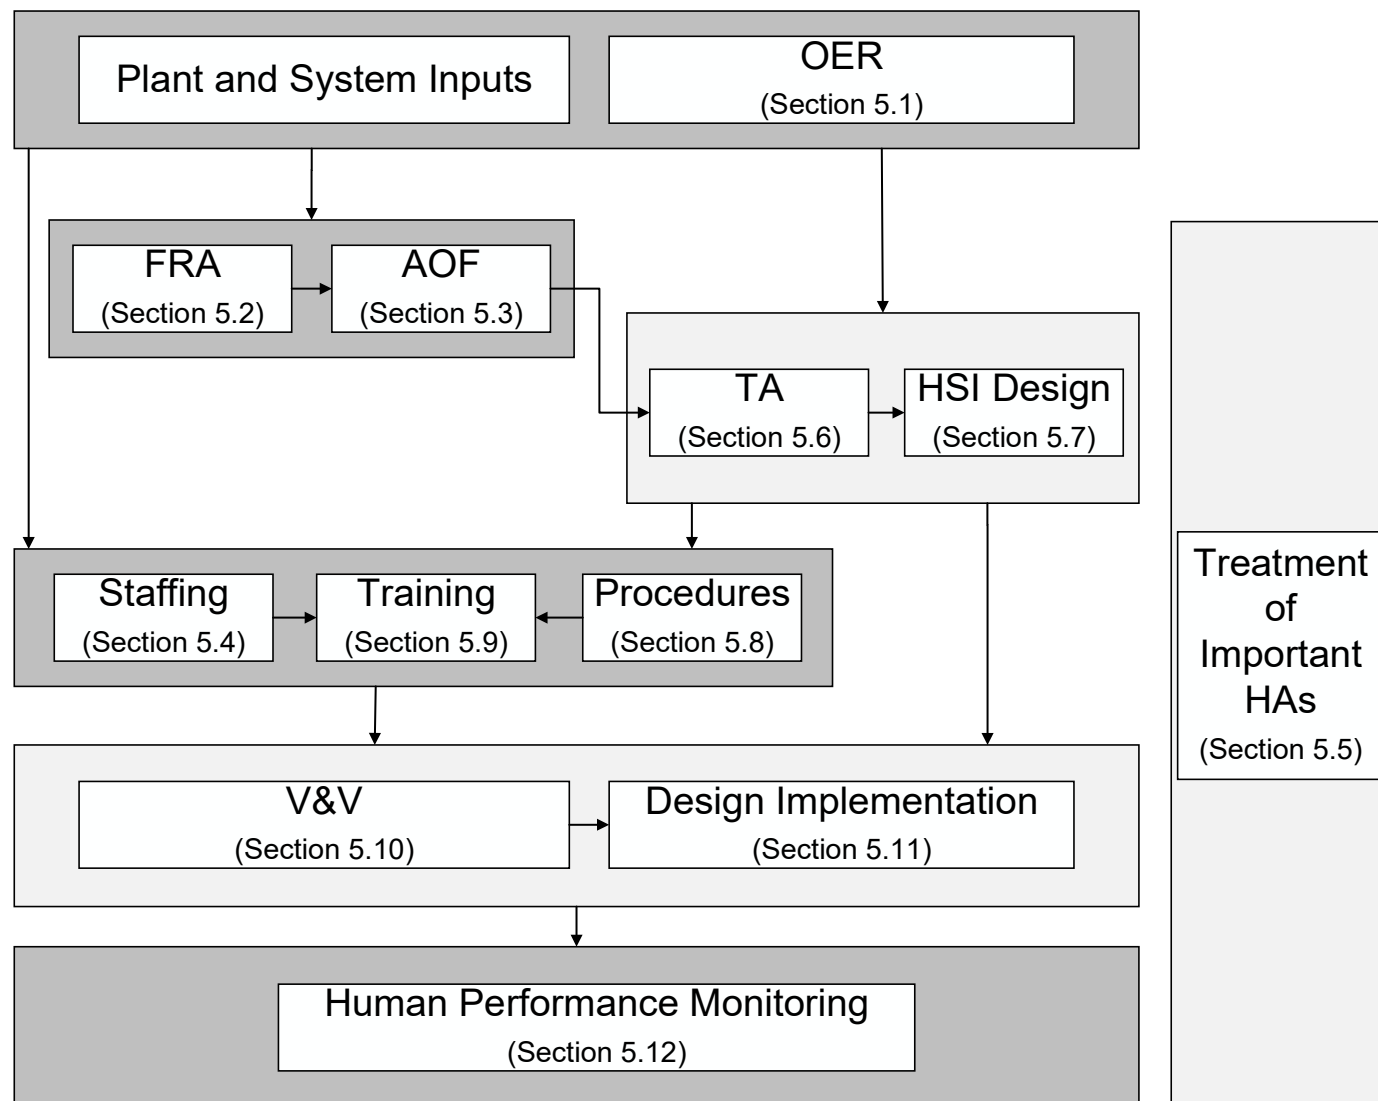 Plant and System Inputs
OER
(Section 5.1)
FRA
(Section 5.2)
AOF
(Section 5.3)
TA
(Section 5.6)
HSI Design
(Section 5.7)
Staffing
(Section 5.4)
Training
(Section 5.9)
Procedures
(Section 5.8)
V&V
(Section 5.10)
Design Implementation
(Section 5.11)
Human Performance Monitoring
(Section 5.12)
Treatment
of
Important
HAs
(Section 5.5)